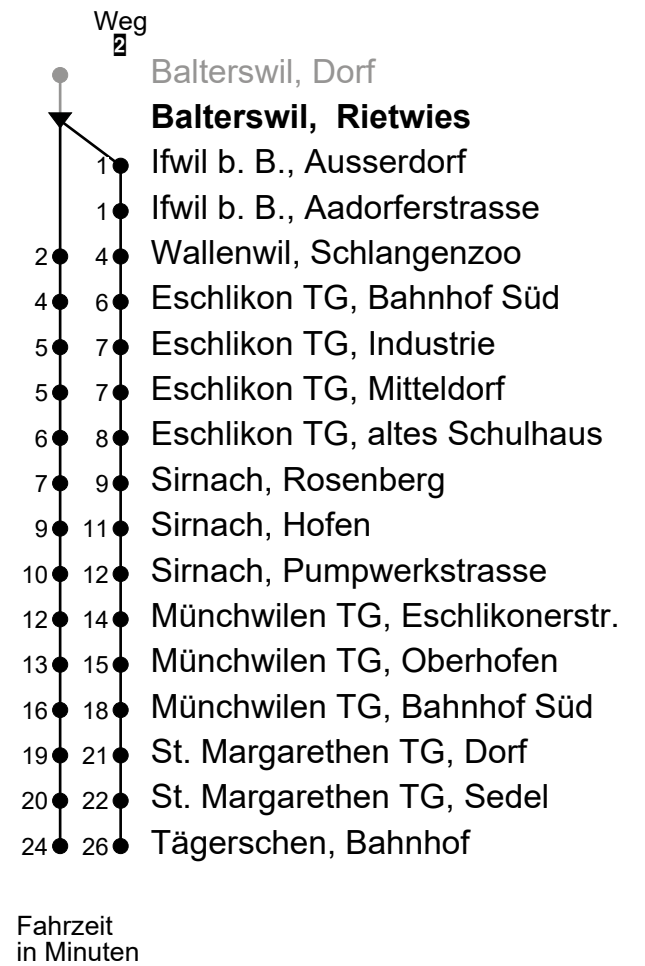 Weg
2
Balterswil, Dorf
Balterswil, Rietwies
1 Ifwil b. B., Ausserdorf
1 Ifwil b. B., Aadorferstrasse
2 4 Wallenwil, Schlangenzoo
4 6 Eschlikon TG, Bahnhof Süd
5 7 Eschlikon TG, Industrie
5 7 Eschlikon TG, Mitteldorf
6 8 Eschlikon TG, altes Schulhaus
7 9 Sirnach, Rosenberg
9 11 Sirnach, Hofen
10 12 Sirnach, Pumpwerkstrasse
12 14 Münchwilen TG, Eschlikonerstr.
13 15 Münchwilen TG, Oberhofen
16 18 Münchwilen TG, Bahnhof Süd
19 21 St. Margarethen TG, Dorf
20 22 St. Margarethen TG, Sedel
24 26 Tägerschen, Bahnhof
Fahrzeit
in Minuten